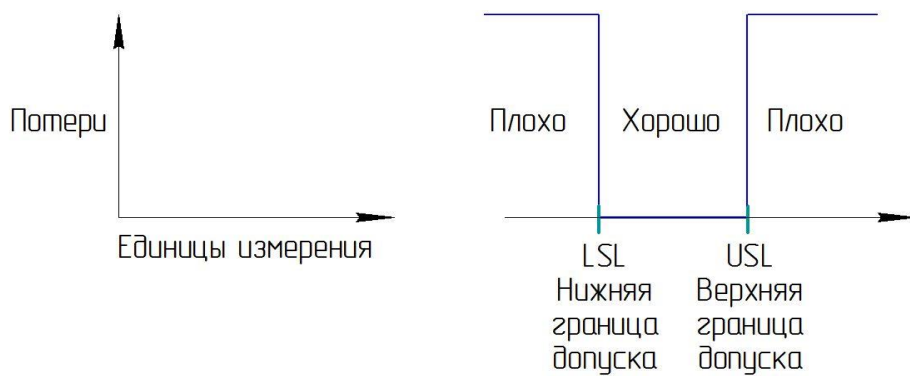 Потери
Единицы измерения
Плохо
Хорошо
Плохо
LSL
Нижняя
граница
допуска
USL
Верхняя
граница
допуска